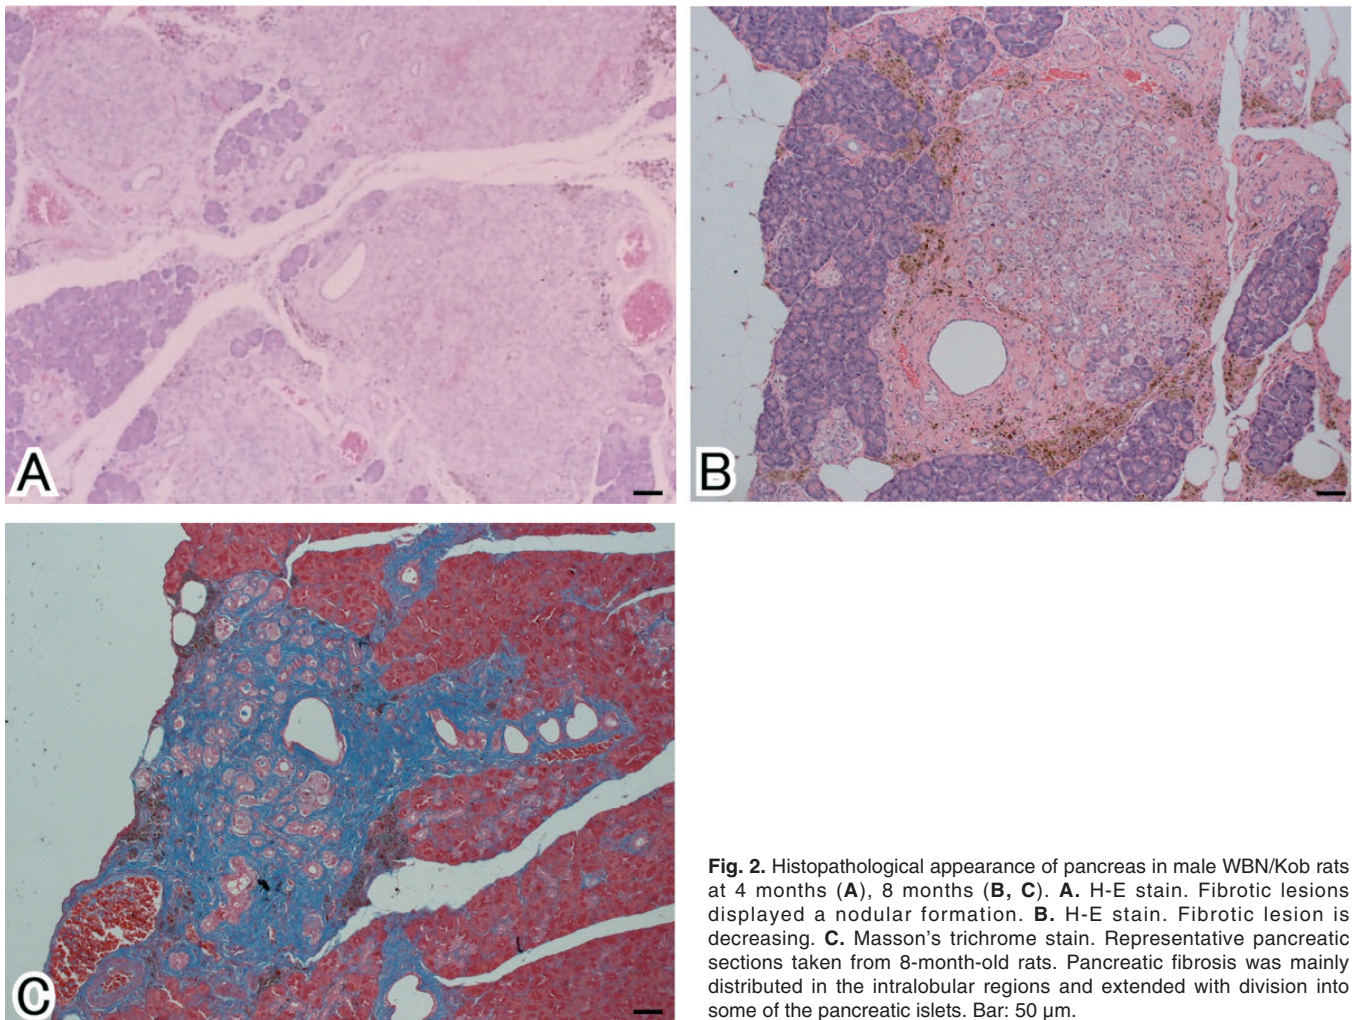 A
B
C
Fig. 2. Histopathological appearance of pancreas in male WBN/Kob rats
at 4 months (A), 8 months (B, C). A. H-E stain. Fibrotic lesions
displayed a nodular formation. B. H-E stain. Fibrotic lesion is
decreasing. C. Masson's trichrome stain. Representative pancreatic
sections taken from 8-month-old rats. Pancreatic fibrosis was mainly
distributed in the intralobular regions and extended with division into
some of the pancreatic islets. Bar: 50 µm.